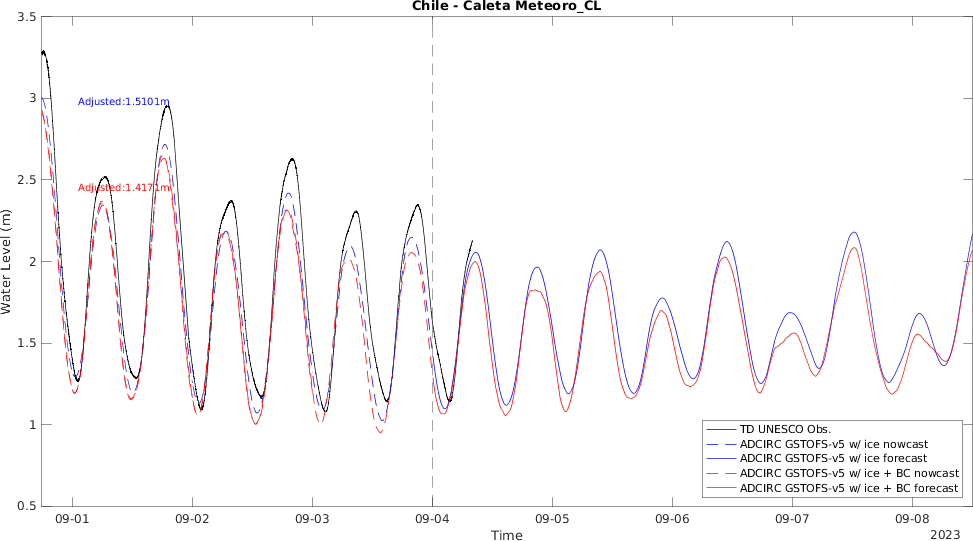 Chile - Caleta Meteoro_CL
3.5
3
2.5
2
1.5
1
0.5
Water Level (m)
Adjusted:1.5101m
Adjusted:1.4171m
TD UNESCO Obs.
ADCIRC GSTOFS-v5 w/ ice nowcast
ADCIRC GSTOFS-v5 w/ ice forecast
ADCIRC GSTOFS-v5 w/ ice + BC nowcast
ADCIRC GSTOFS-v5 w/ ice + BC forecast
09-01 09-02 09-03 09-04 09-05 09-06 09-07 09-08
Time
2023